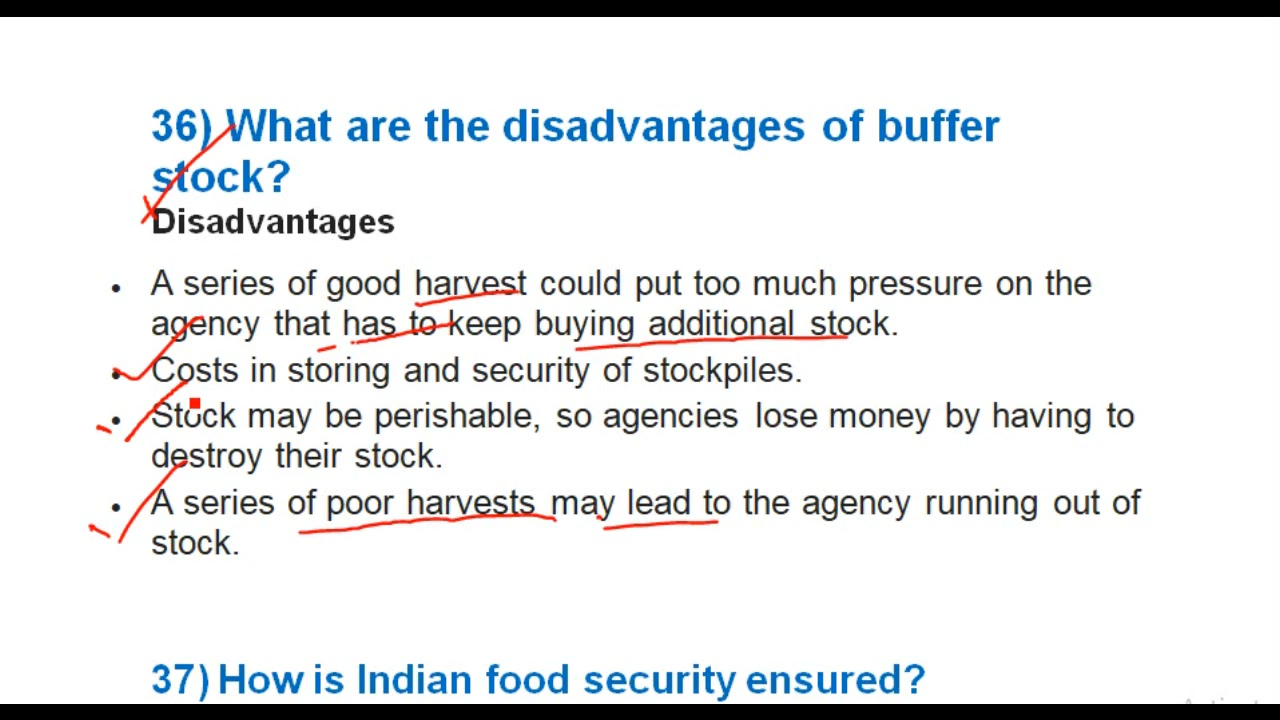 36) What are the disadvantages of buffer
stock?
Disadvantages
• A series of good harvest could put too much pressure on the
agency that has to keep buying additional stock.
• Costs in storing and security of stockpiles.
• Stock may be perishable, so agencies lose money by having to
destroy their stock.
• A series of poor harvests may lead to the agency running out of
stock.
37) How is Indian food security ensured?